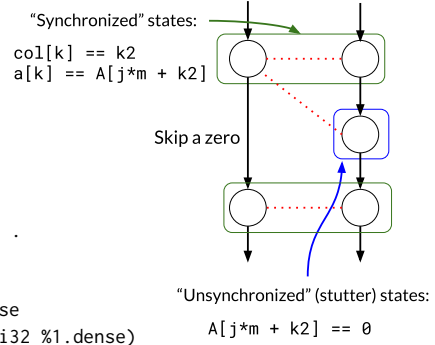 “Synchronized” states:
col[k] == k2
a[k] == A[j*m + k2]
Skip a zero
.
“Unsynchronized” (stutter) states:
A[j*m + k2] == 0
se
i32 %1.dense)